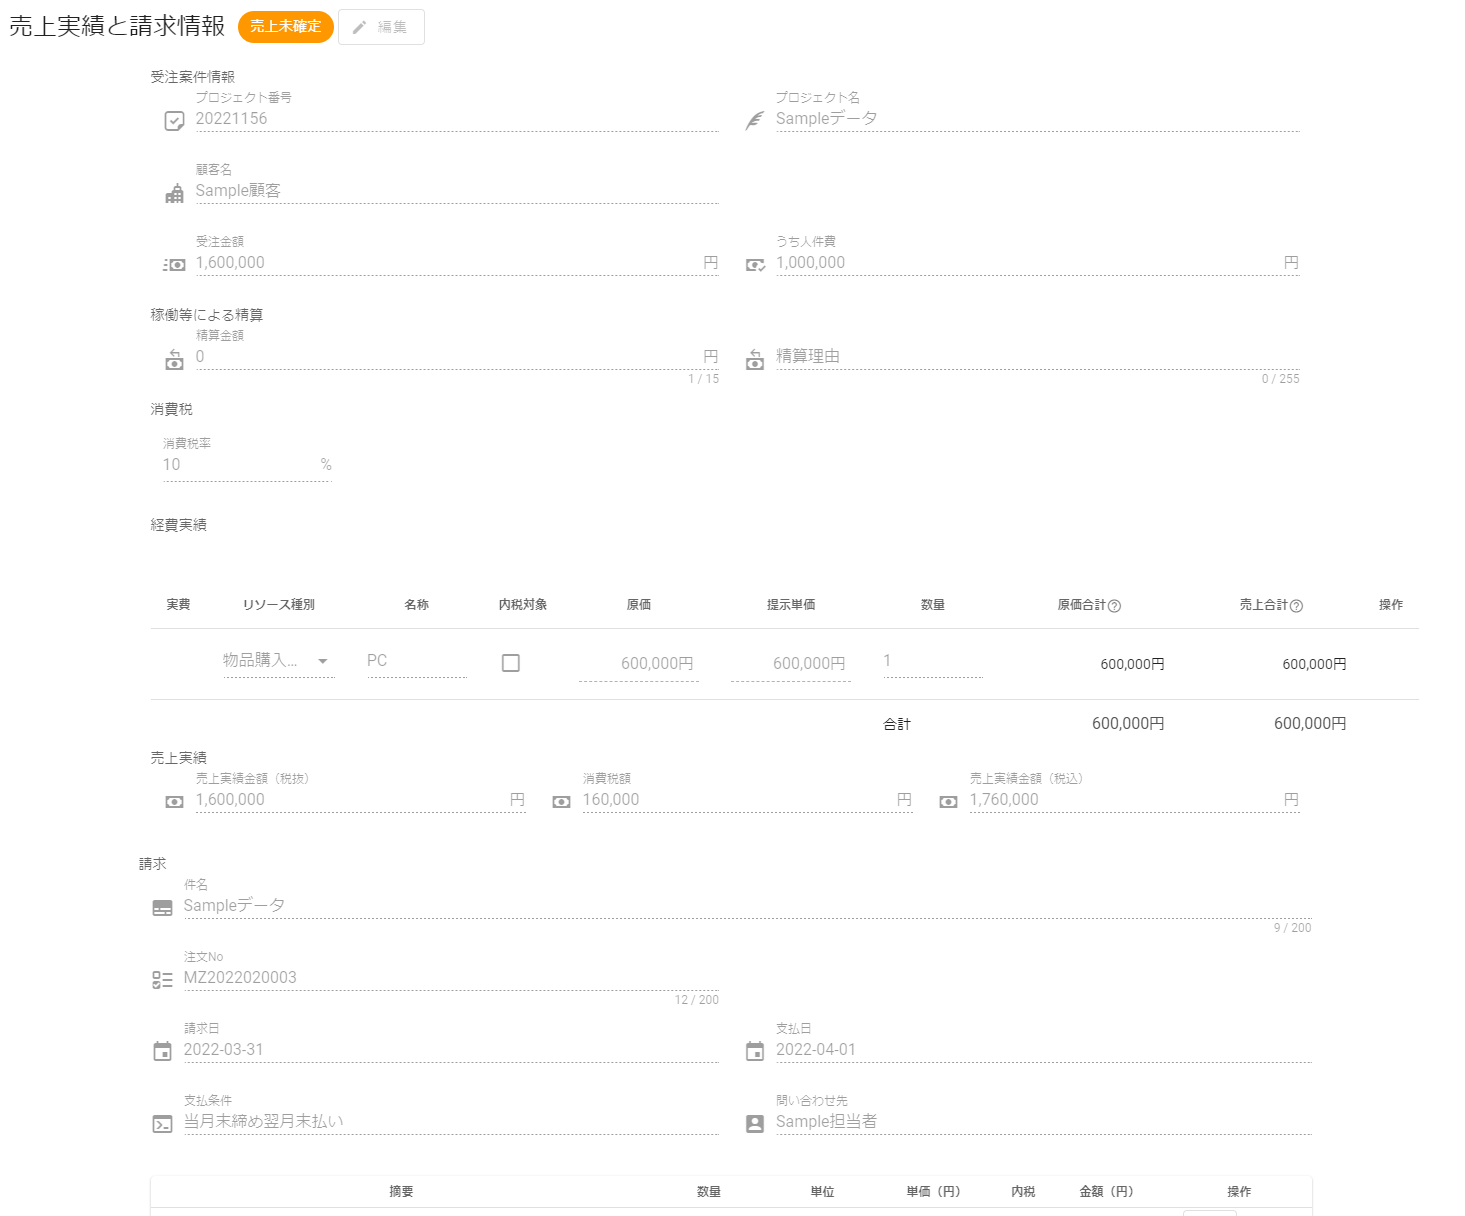 売上実績と請求情報 売上未確定 編集
受注案件情報
プロジェクト番号 プロジェクト名
20221156 Sampleデータ
顧客名
Sample顧客
受注金額 うち人件費
1,600,000 円 1,000,000 円
稼働等による精算
精算金額
0 円 精算理由
1 / 15 0 / 255
消費税
消費税率
10 %
経費実績
実費 リソース種別 名称 内税対象 原価 提示単価 数量 原価合計 売上合計 操作
物品購入... PC 600,000円 600,000円 1 600,000円 600,000円
合計 600,000円 600,000円
売上実績
売上実績金額（税抜） 消費税額 売上実績金額（税込）
1,600,000 円 160,000 円 1,760,000 円
請求
件名
Sampleデータ
9 / 200
注文No
MZ2022020003
12 / 200
請求日 支払日
2022-03-31 2022-04-01
支払条件 問い合わせ先
当月末締め翌月末払い Sample担当者
摘要 数量 単位 単価（円） 内税 金額（円） 操作